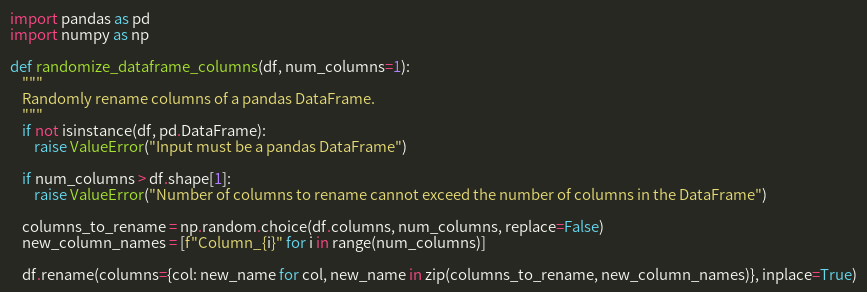 import pandas as pd
import numpy as np
def randomize_dataframe_columns(df, num_columns=1):
"""
Randomly rename columns of a pandas DataFrame.
"""
if not isinstance(df, pd.DataFrame):
raise ValueError("Input must be a pandas DataFrame")
if num_columns > df.shape[1]:
raise ValueError("Number of columns to rename cannot exceed the number of columns in the DataFrame")
columns_to_rename = np.random.choice(df.columns, num_columns, replace=False)
new_column_names = [f"Column_{i}" for i in range(num_columns)]
df.rename(columns={col: new_name for col, new_name in zip(columns_to_rename, new_column_names)}, inplace=True)